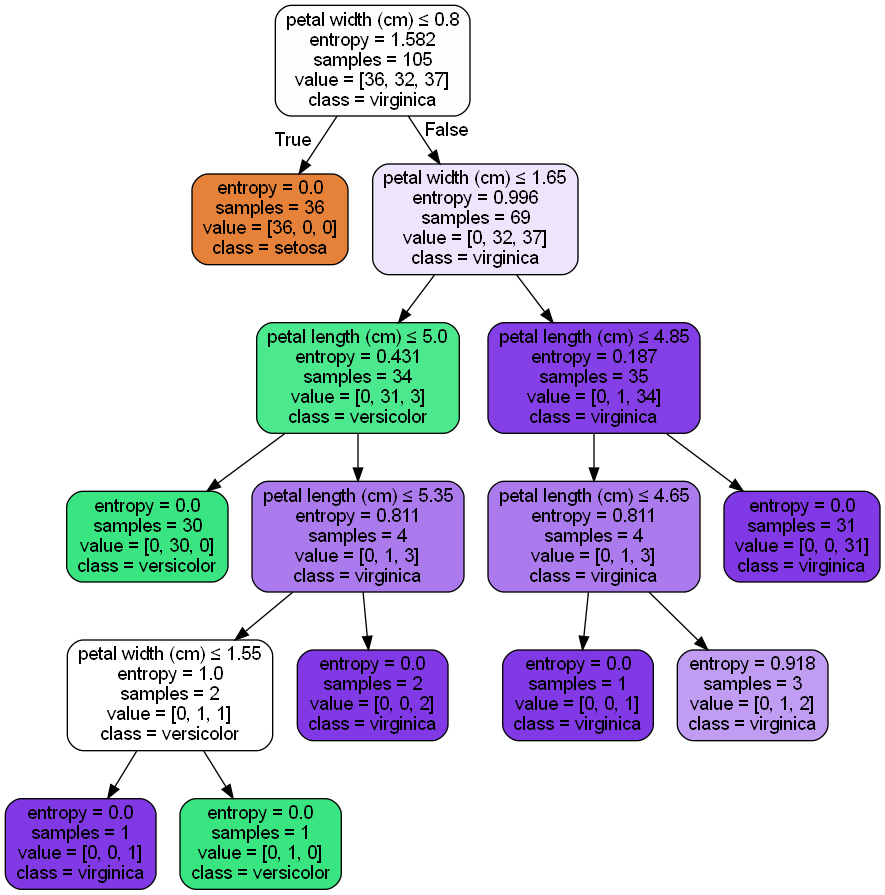 petal width (cm) ≤ 0.8
entropy = 1.582
samples = 105
value = [36, 32, 37]
class = virginica
True
False
entropy = 0.0
samples = 36
value = [36, 0, 0]
class = setosa
petal width (cm) ≤ 1.65
entropy = 0.996
samples = 69
value = [0, 32, 37]
class = virginica
petal length (cm) ≤ 5.0
entropy = 0.431
samples = 34
value = [0, 31, 3]
class = versicolor
petal length (cm) ≤ 4.85
entropy = 0.187
samples = 35
value = [0, 1, 34]
class = virginica
entropy = 0.0
samples = 30
value = [0, 30, 0]
class = versicolor
petal length (cm) ≤ 5.35
entropy = 0.811
samples = 4
value = [0, 1, 3]
class = virginica
petal length (cm) ≤ 4.65
entropy = 0.811
samples = 4
value = [0, 1, 3]
class = virginica
entropy = 0.0
samples = 31
value = [0, 0, 31]
class = virginica
petal width (cm) ≤ 1.55
entropy = 1.0
samples = 2
value = [0, 1, 1]
class = versicolor
entropy = 0.0
samples = 2
value = [0, 0, 2]
class = virginica
entropy = 0.0
samples = 1
value = [0, 0, 1]
class = virginica
entropy = 0.918
samples = 3
value = [0, 1, 2]
class = virginica
entropy = 0.0
samples = 1
value = [0, 0, 1]
class = virginica
entropy = 0.0
samples = 1
value = [0, 1, 0]
class = versicolor